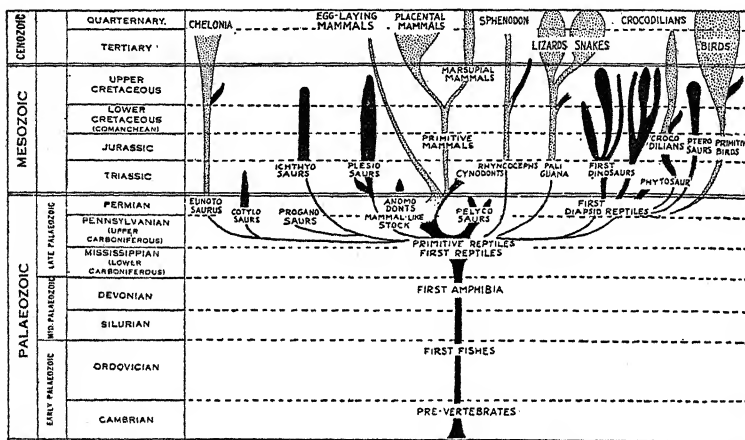 CENOZOIC
QUATERNARY.
TERTIARY
MESOZOIC
UPPER
CRETACEOUS
LOWER
CRETACEOUS
(COMANCHEAN)
JURASSIC
TRIASSIC
PALAEOZOIC
LATE PALAEOZOIC
PERMIAN
PENNSYLVANIAN
(UPPER
CARBONIFEROUS)
MISSISSIPPIAN
(LOWER
CARBONIFEROUS)
MID-PALAEOZOIC
DEVONIAN
SILURIAN
EARLY PALAEOZOIC
ORDOVICIAN
CAMBRIAN
CHELONIA
EGG-LAYING
MAMMALS
PLACENTAL
MAMMALS
SPHENODON
CROCODILIANS
LIZARDS
SNAKES
BIRDS
MARSUPIAL
MAMMALS
PRIMITIVE
MAMMALS
ICHTHYO
SAURS
PLESIO
SAURS
CYNODONTS
RHYNCOCEPHS
PALI
GUANA
FIRST
DINOSAURS
CROCO
DILIANS
PTERO
SAURS
PRIMITIV
BIRDS
PHYTOSAUR
EUNOTO
SAURUS
COTYLO
SAURS
PROGANO
SAURS
ANOMO
DONTS
MAMMAL-LIKE
STOCK
PELYCO
SAURS
FIRST
DIAPSID REPTILES
PRIMITIVE REPTILES
FIRST REPTILES
FIRST AMPHIBIA
FIRST FISHES
PRE-VERTEBRATES